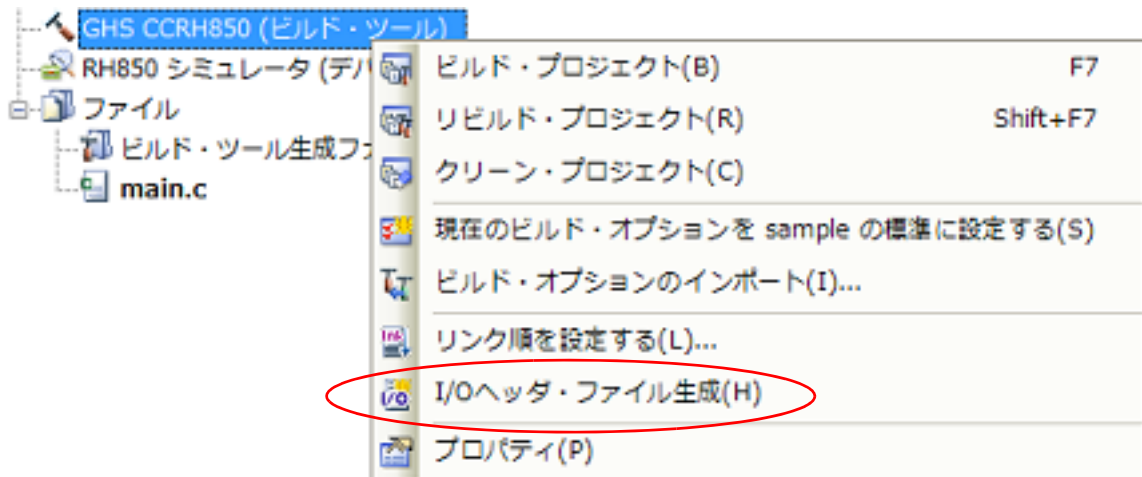 GHS CCRH850 (ビルド・ツール)
RH850 シミュレータ (デバ
ファイル
ビルド・ツール生成ファ
main.c
ビルド・プロジェクト(B) F7
リビルド・プロジェクト(R) Shift+F7
クリーン・プロジェクト(C)
現在のビルド・オプションを sample の標準に設定する(S)
ビルド・オプションのインポート(I)...
リンク順を設定する(L)...
I/Oヘッダ・ファイル生成(H)
プロパティ(P)